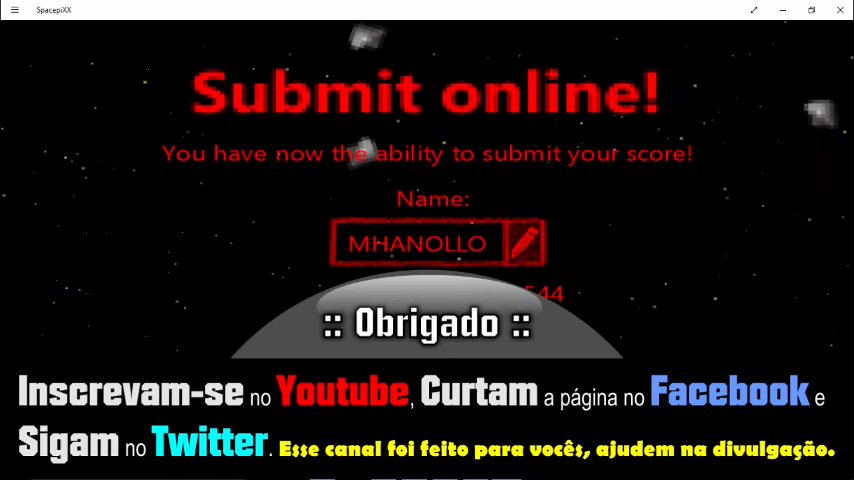 SpacepiXX
Submit online!
You have now the ability to submit your score!
Name:
MHANOLLO
544
:: Obrigado ::
Inscrevam-se no Youtube, Curtam a página no Facebook e
Sigam no Twitter. Esse canal foi feito para vocês, ajudem na divulgação.